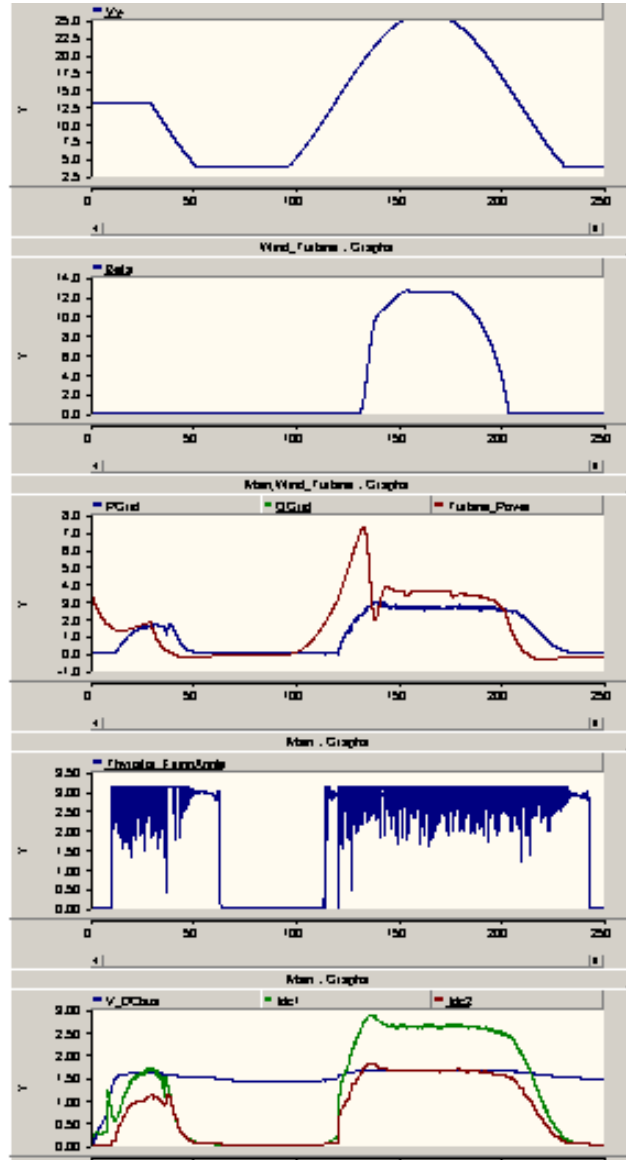 Vw
25.0
22.5
20.0
17.5
15.0
12.5
10.0
7.5
5.0
2.5
Y
0 50 100 150 200 250
Wind_Turbine : Graphs
Beta
14.0
12.0
10.0
8.0
6.0
4.0
2.0
0.0
Y
0 50 100 150 200 250
Main,Wind_Turbine : Graphs
PGrid QGrid Turbine_Power
8.0
7.0
6.0
5.0
4.0
3.0
2.0
1.0
0.0
-1.0
Y
0 50 100 150 200 250
Main : Graphs
3.50
3.00
2.50
2.00
1.50
1.00
0.50
0.00
Y
0 50 100 150 200 250
Main : Graphs
V_DCbus Idc1 Idc2
3.00
2.50
2.00
1.50
1.00
0.50
0.00
Y